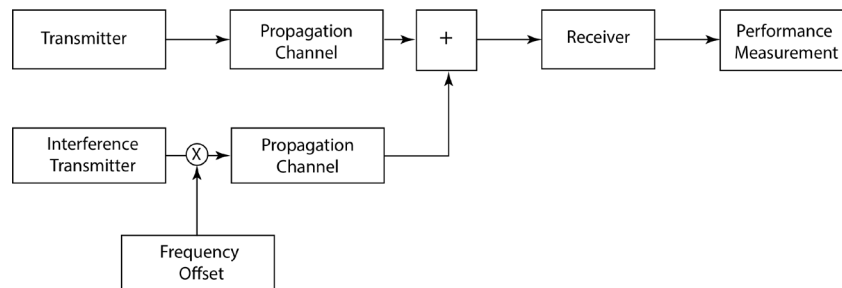 Transmitter
Propagation
Channel
+
Receiver
Performance
Measurement
Interference
Transmitter
X
Propagation
Channel
Frequency
Offset